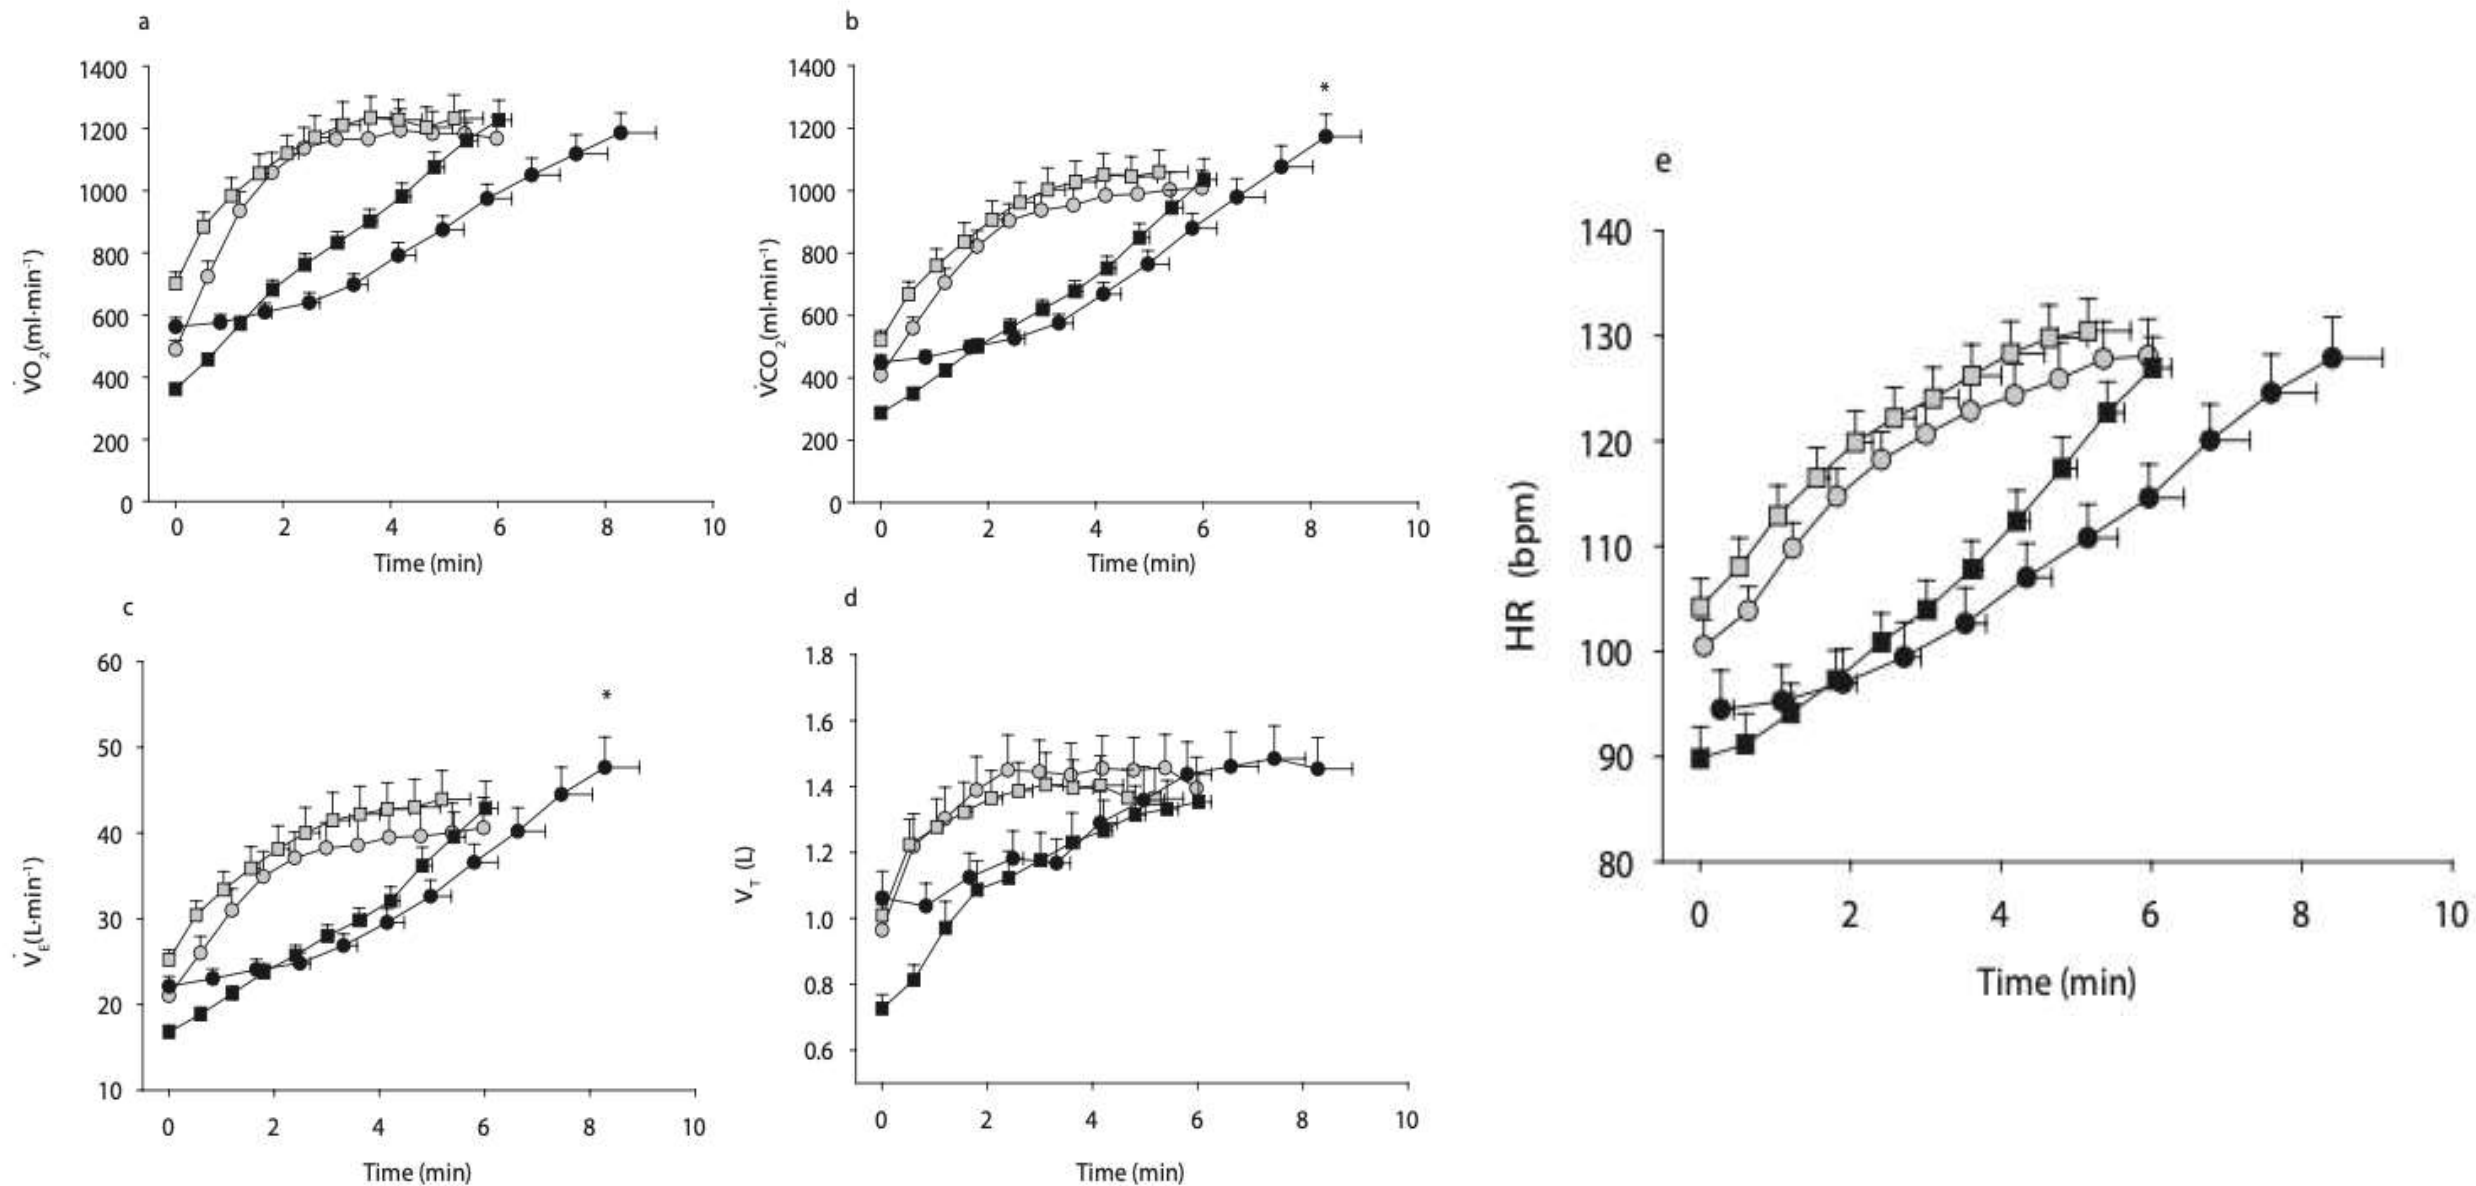 a
1400
1200
1000
800
600
400
200
0
V̇O₂(ml·min⁻¹)
0 2 4 6 8 10
Time (min)
b
*
1400
1200
1000
800
600
400
200
0
V̇CO₂(ml·min⁻¹)
0 2 4 6 8 10
Time (min)
c
*
60
50
40
30
20
10
V̇E(L·min⁻¹)
0 2 4 6 8 10
Time (min)
d
1.8
1.6
1.4
1.2
1.0
0.8
0.6
VT (L)
0 2 4 6 8 10
Time (min)
e
140
130
120
110
100
90
80
HR (bpm)
0 2 4 6 8 10
Time (min)